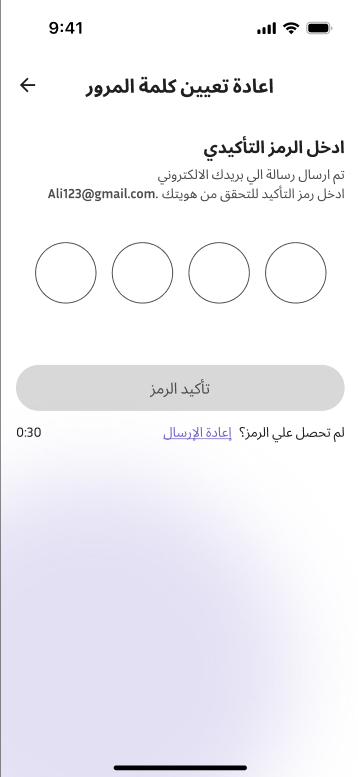 9:41
اعادة تعيين كلمة المرور
ادخل الرمز التأكيدي
تم ارسال رسالة الي بريدك الالكتروني
Ali123@gmail.com. ادخل رمز التأكيد للتحقق من هويتك
تأكيد الرمز
لم تحصل علي الرمز؟ إعادة الإرسال
0:30